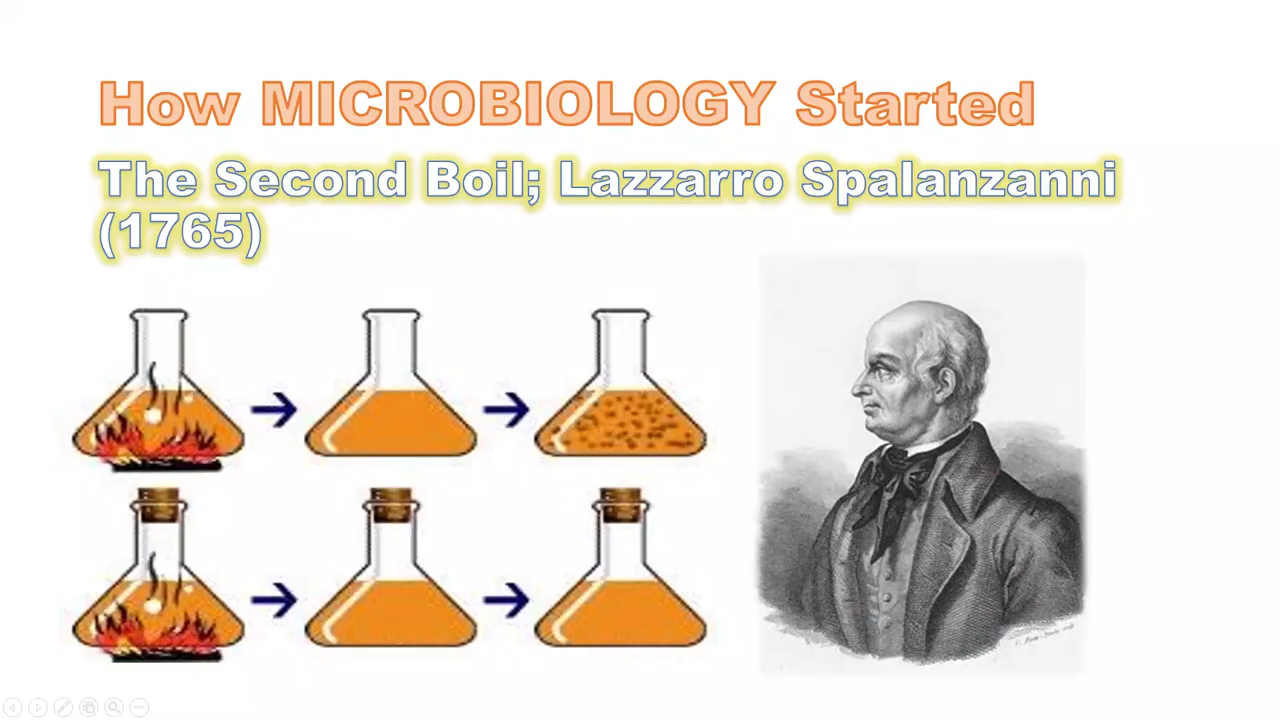 How MICROBIOLOGY Started
The Second Boil; Lazzarro Spalanzanni
(1765)